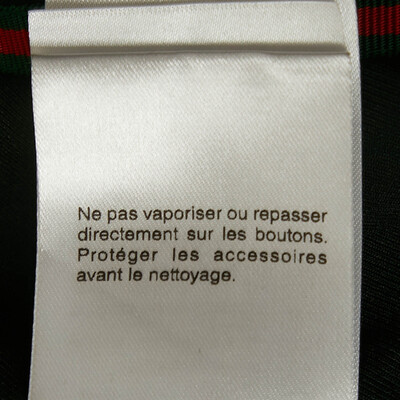 Ne pas vaporiser ou repasser
directement sur les boutons.
Protéger les accessoires
avant le nettoyage.